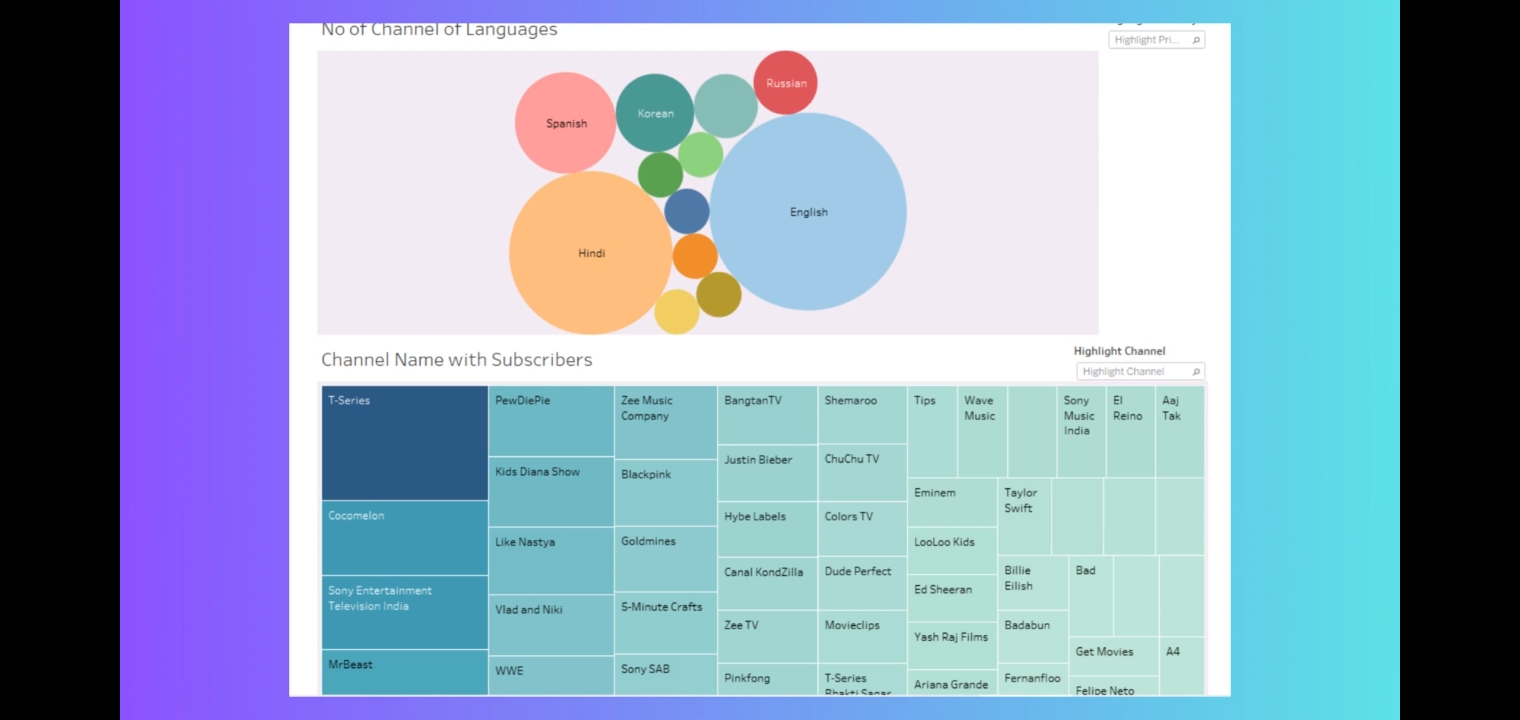 No of Channel of Languages
Highlight Pri...
Russian
Korean
Spanish
English
Hindi
Channel Name with Subscribers
Highlight Channel
Highlight Channel
T-Series
Cocomelon
Sony Entertainment
Television India
MrBeast
PewDiePie
Kids Diana Show
Like Nastya
Vlad and Niki
WWE
Zee Music
Company
Blackpink
Goldmines
5-Minute Crafts
Sony SAB
BangtanTV
Justin Bieber
Hybe Labels
Canal KondZilla
Zee TV
Pinkfong
Shemaroo
ChuChu TV
Colors TV
Dude Perfect
Movieclips
T-Series
Bhakti Sagar
Tips
Wave
Music
Sony
Music
India
El
Reino
Aaj
Tak
Eminem
LooLoo Kids
Ed Sheeran
Yash Raj Films
Ariana Grande
Taylor
Swift
Billie
Eilish
Badabun
Fernanfloo
Bad
Get Movies
Felipe Neto
A4